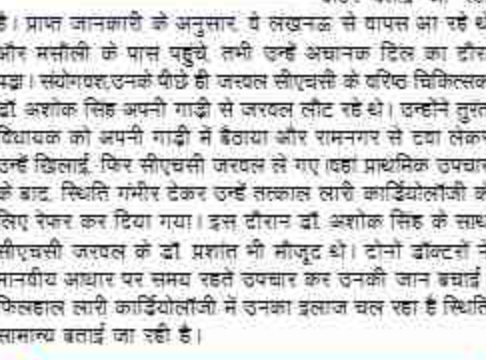 है। प्राप्त जानकारी के अनुसार, वे लखनऊ से वापस आ रहे थे
और मसौली के पास पहुंचे, तभी उन्हें अचानक दिल का दौरा
पड़ा। संयोगवश,उनके पीछे ही जरवल सीएचसी के वरिष्ठ चिकित्सक
डॉ अशोक सिंह अपनी गाड़ी से जरवल लौट रहे थे। उन्होंने तुरंत
विधायक को अपनी गाड़ी में बैठाया और रामनगर से दवा लेकर
उन्हें खिलाई, फिर सीएचसी जरवल ले गए।वहां प्राथमिक उपचार
के बाद, स्थिति गंभीर देकर उन्हें तत्काल लारी कार्डियोलॉजी के
लिए रेफर कर दिया गया। इस दौरान डॉ. अशोक सिंह के साथ
सीएचसी जरवल के डॉ. प्रशांत भी मौजूद थे। दोनों डॉक्टरों ने
मानवीय आधार पर समय रहते उपचार कर उनकी जान बचाई
फिलहाल लारी कार्डियोलॉजी में उनका इलाज चल रहा है स्थिति
सामान्य बताई जा रही है।